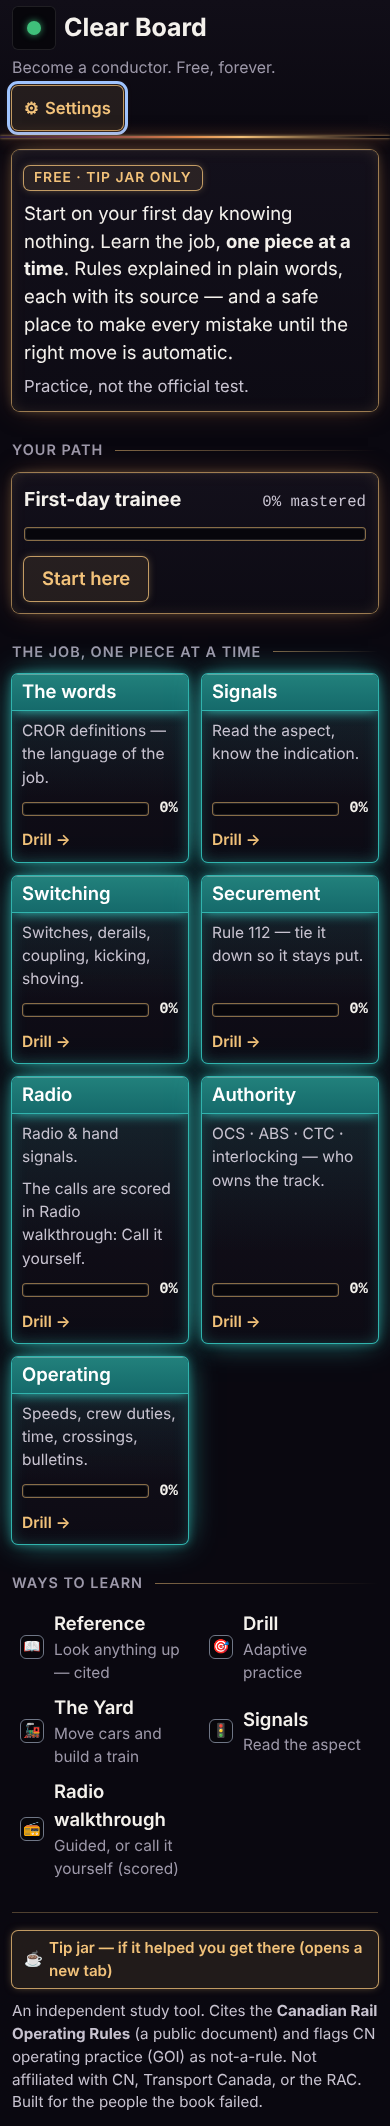 Clear Board
Become a conductor. Free, forever.
⚙ Settings
FREE · TIP JAR ONLY
Start on your first day knowing
nothing. Learn the job, one piece at a
time. Rules explained in plain words,
each with its source — and a safe
place to make every mistake until the
right move is automatic.
Practice, not the official test.
YOUR PATH
First-day trainee 0% mastered
Start here
THE JOB, ONE PIECE AT A TIME
The words
CROR definitions —
the language of the
job.
0%
Drill →
Signals
Read the aspect,
know the indication.
0%
Drill →
Switching
Switches, derails,
coupling, kicking,
shoving.
0%
Drill →
Securement
Rule 112 — tie it
down so it stays put.
0%
Drill →
Radio
Radio & hand
signals.
The calls are scored
in Radio
walkthrough: Call it
yourself.
0%
Drill →
Authority
OCS · ABS · CTC ·
interlocking — who
owns the track.
0%
Drill →
Operating
Speeds, crew duties,
time, crossings,
bulletins.
0%
Drill →
WAYS TO LEARN
Reference
Look anything up
— cited
Drill
Adaptive
practice
The Yard
Move cars and
build a train
Signals
Read the aspect
Radio
walkthrough
Guided, or call it
yourself (scored)
Tip jar — if it helped you get there (opens a
new tab)
An independent study tool. Cites the Canadian Rail
Operating Rules (a public document) and flags CN
operating practice (GOI) as not-a-rule. Not
affiliated with CN, Transport Canada, or the RAC.
Built for the people the book failed.